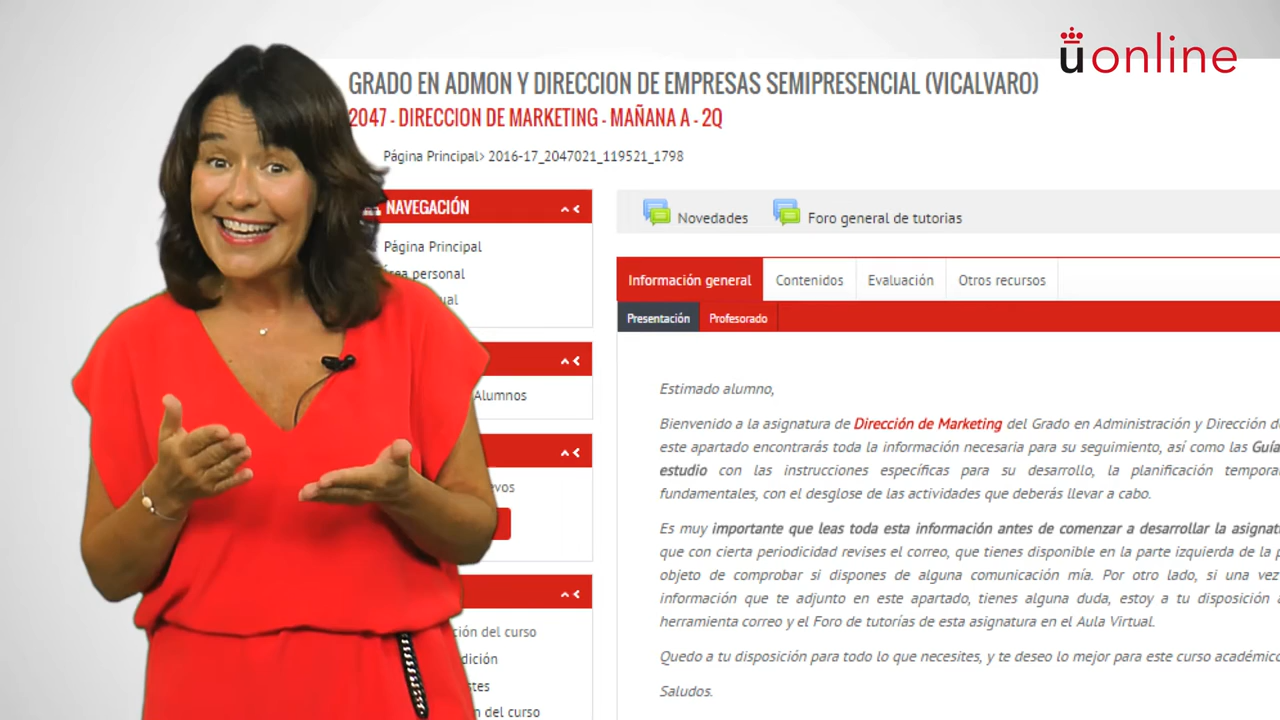 üonline
GRADO EN ADMON Y DIRECCION DE EMPRESAS SEMIPRESENCIAL (VICALVARO)
2047 - DIRECCION DE MARKETING - MAÑANA A - 2Q
Página Principal> 2016-17_2047021_119521_1798
NAVEGACIÓN
Página Principal
personal
Alumnos
del curso
del curso
Novedades
Foro general de tutorias
Información general
Contenidos
Evaluación
Otros recursos
Presentación
Profesorado
Estimado alumno,
Bienvenido a la asignatura de Dirección de Marketing del Grado en Administración y Dirección
este apartado encontrarás toda la información necesaria para su seguimiento, así como las Guía
estudio con las instrucciones específicas para su desarrollo, la planificación
fundamentales, con el desglose de las actividades que deberás llevar a cabo.
Es muy importante que leas toda esta información antes de comenzar a desarrollar la
que con cierta periodicidad revises el correo, que tienes disponible en la parte izquierda de la
objeto de comprobar si dispones de alguna comunicación mía. Por otro lado, si una vez
información que te adjunto en este apartado, tienes alguna duda, estoy a tu disposición
herramienta correo y el Foro de tutorías de esta asignatura en el Aula Virtual.
Quedo a tu disposición para todo lo que necesites, y te deseo lo mejor para este curso académico
Saludos.